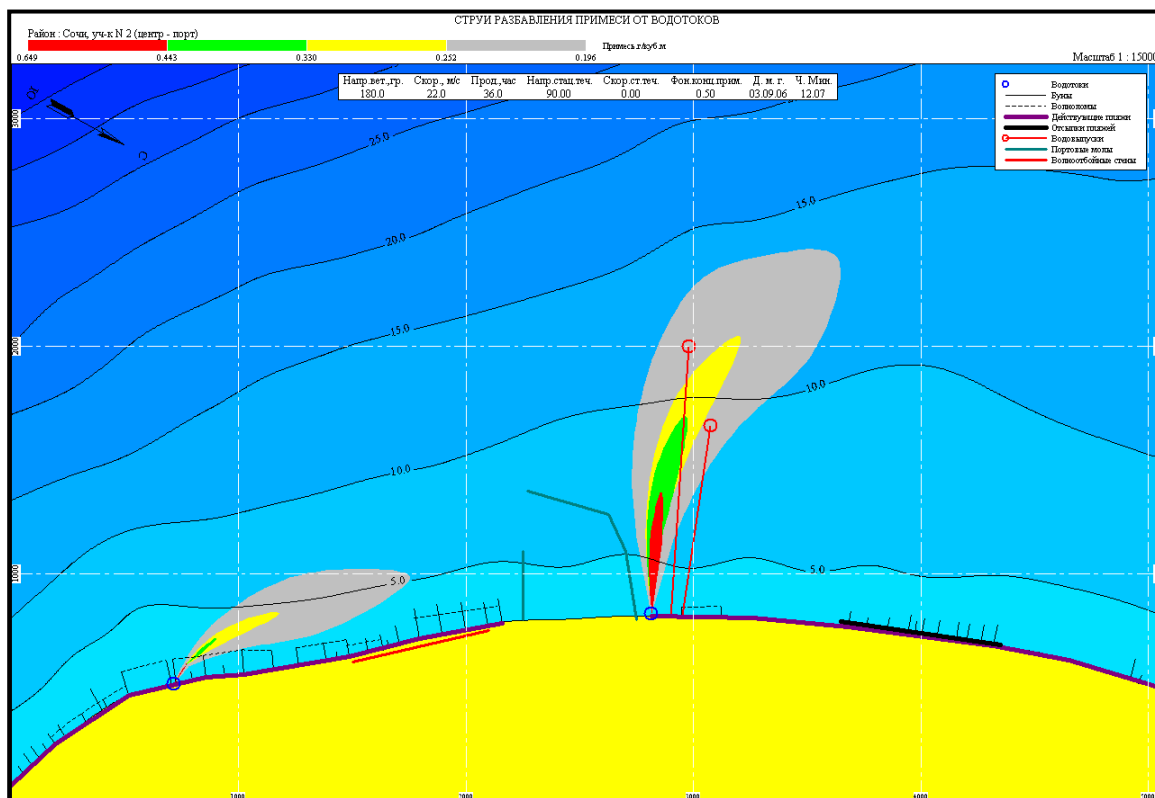 СТРУИ РАЗБАВЛЕНИЯ ПРИМЕСИ ОТ ВОДОТОКОВ
Район : Сочи, уч-к N 2 (центр - порт)
Примесь, г/куб.м
0.649 0.443 0.330 0.252 0.196
Масштаб 1 : 15000
Напр.вет.,гр. Скор., м/с Прод.,час Напр.стац.теч. Скор.ст.теч. Фон.конц.прим. Д. м. г. Ч. Мин.
180.0 22.0 36.0 90.00 0.00 0.50 03.09.06 12.07
Водотоки
Буны
Волноломы
Действующие пляжи
Отсыпки пляжей
Водовыпуски
Портовые молы
Волноотбойные стены
Ю
С
3000
25.0
15.0
20.0
15.0
2000
10.0
10.0
1000
5.0
5.0
1000